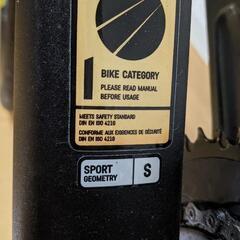 1
BIKE CATEGORY
PLEASE READ MANUAL
BEFORE USAGE
MEETS SAFETY STANDARD
DIN EN ISO 4210
CONFORME AUX EXIGENCES DE SÉCURITÉ
DIN EN ISO 4210
SPORT
GEOMETRY
S